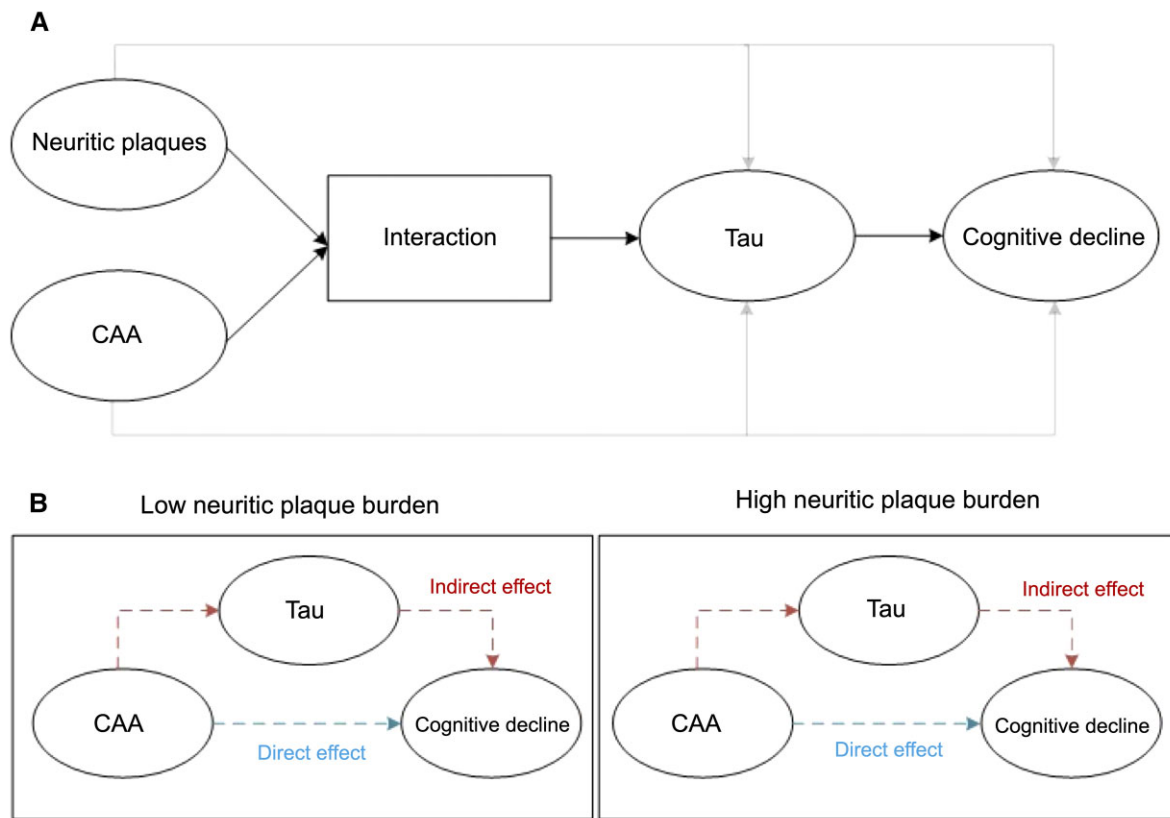 A
Neuritic plaques
Interaction
Tau
Cognitive decline
CAA
B
Low neuritic plaque burden
High neuritic plaque burden
Tau
Indirect effect
CAA
Direct effect
Cognitive decline
Tau
Indirect effect
CAA
Direct effect
Cognitive decline